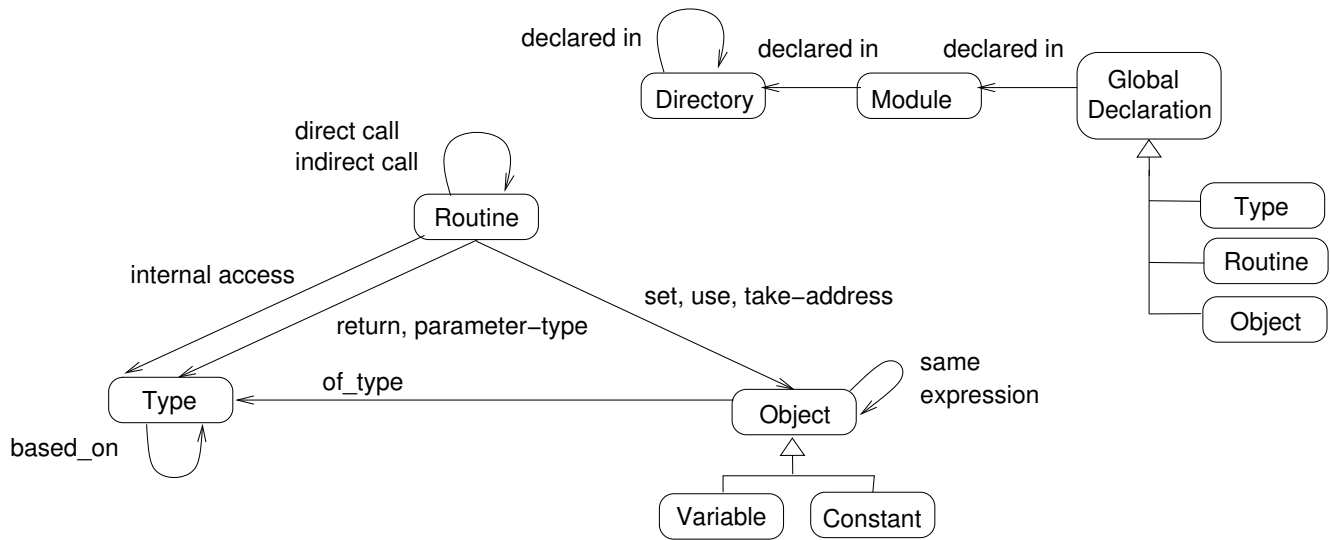 declared in
declared in
declared in
Directory
Module
Global
Declaration
Type
Routine
Object
direct call
indirect call
Routine
internal access
return, parameter−type
set, use, take−address
of_type
Type
based_on
same
expression
Object
Variable
Constant